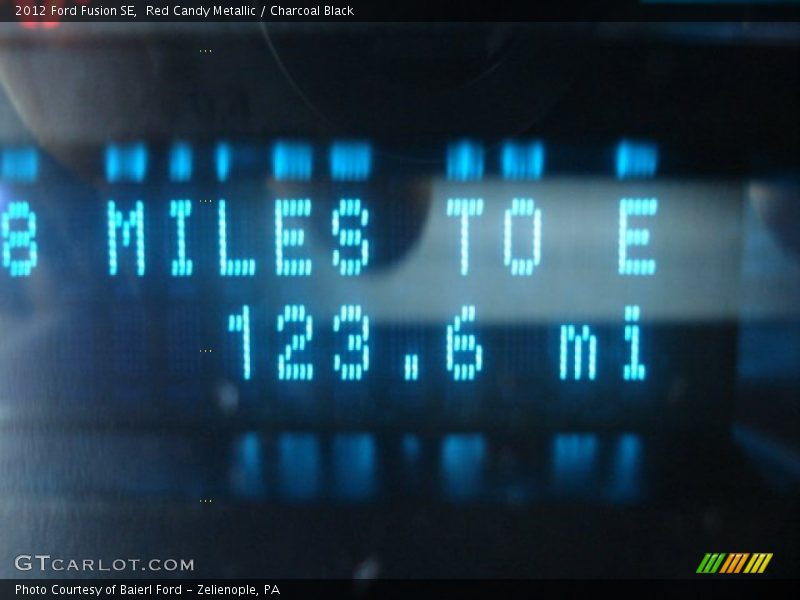 2012 Ford Fusion SE, Red Candy Metallic / Charcoal Black
8 MILES TO E
123.6 mi
GTCARLOT.COM
Photo Courtesy of Baierl Ford - Zelienople, PA